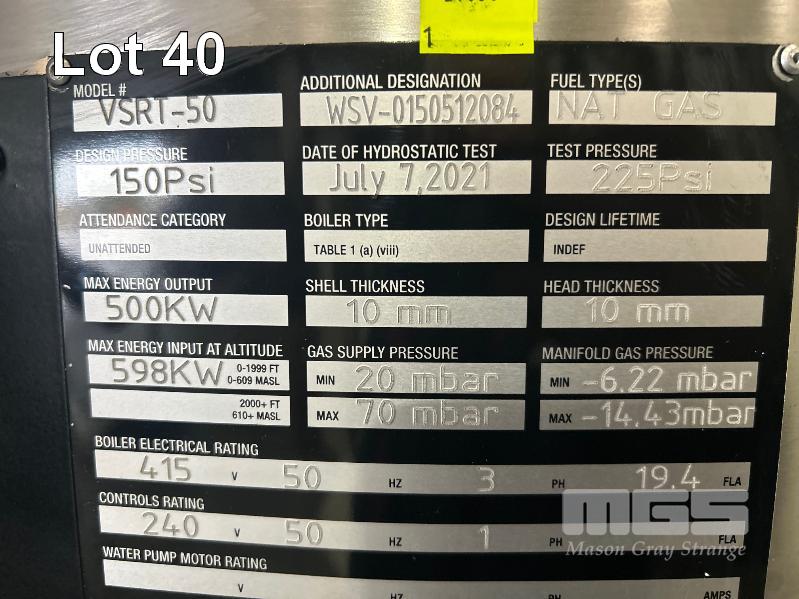 Lot 40
1
MODEL # ADDITIONAL DESIGNATION FUEL TYPE(S)
VSRT-50 WSV-0150512084 NAT GAS
DESIGN PRESSURE DATE OF HYDROSTATIC TEST TEST PRESSURE
150Psi July 7,2021 225Psi
ATTENDANCE CATEGORY BOILER TYPE DESIGN LIFETIME
UNATTENDED TABLE 1 (a) (viii) INDEF
MAX ENERGY OUTPUT SHELL THICKNESS HEAD THICKNESS
500KW 10 mm 10 mm
MAX ENERGY INPUT AT ALTITUDE GAS SUPPLY PRESSURE MANIFOLD GAS PRESSURE
598KW 0-1999 FT 0-609 MASL MIN 20 mbar MIN -6.22 mbar
2000+ FT 610+ MASL MAX 70 mbar MAX -14.43mbar
BOILER ELECTRICAL RATING
415 V 50 HZ 3 PH 19.4 FLA
CONTROLS RATING
240 V 50 HZ 1 PH FLA
WATER PUMP MOTOR RATING
V HZ PH AMPS
MGS
Mason Gray Strange